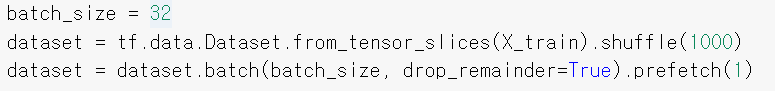 batch_size = 32
dataset = tf.data.Dataset.from_tensor_slices(X_train).shuffle(1000)
dataset = dataset.batch(batch_size, drop_remainder=True).prefetch(1)